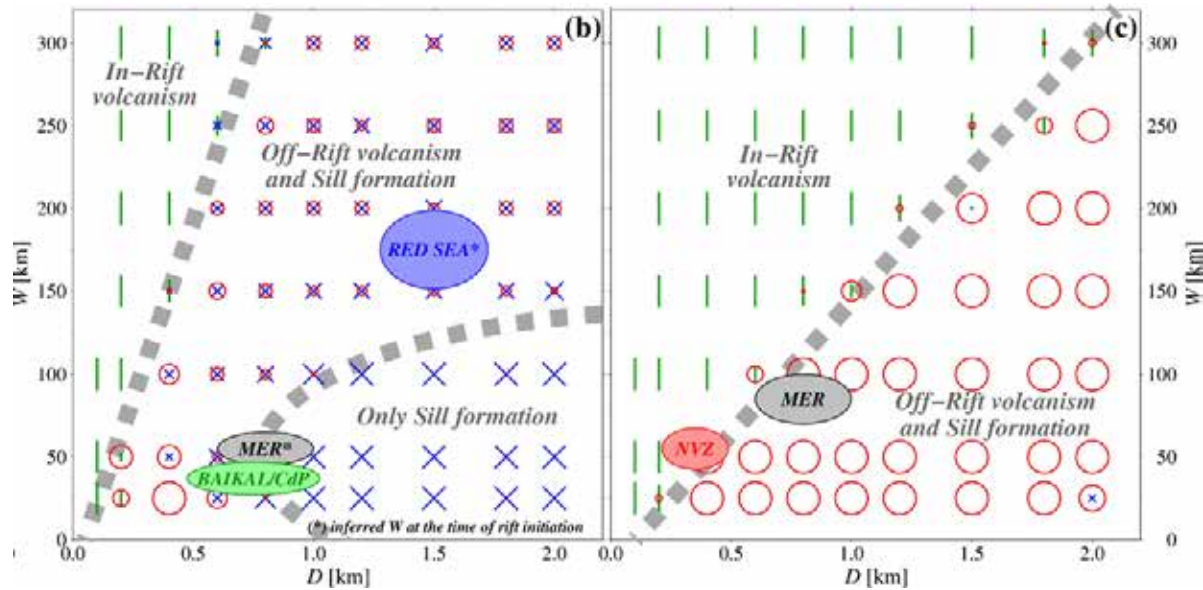 (b)
300
250
200
150
100
50
0
W [km]
In-Rift
volcanism
Off-Rift volcanism
and Sill formation
RED SEA*
Only Sill formation
MER*
BAIKAL/CdP
(*) inferred W at the time of rift initiation
0.0 0.5 1.0 1.5 2.0
D [km]
(c)
In-Rift
volcanism
MER
NVZ
Off-Rift volcanism
and Sill formation
300
250
200
150
100
50
0
W [km]
0.5 1.0 1.5 2.0
D [km]